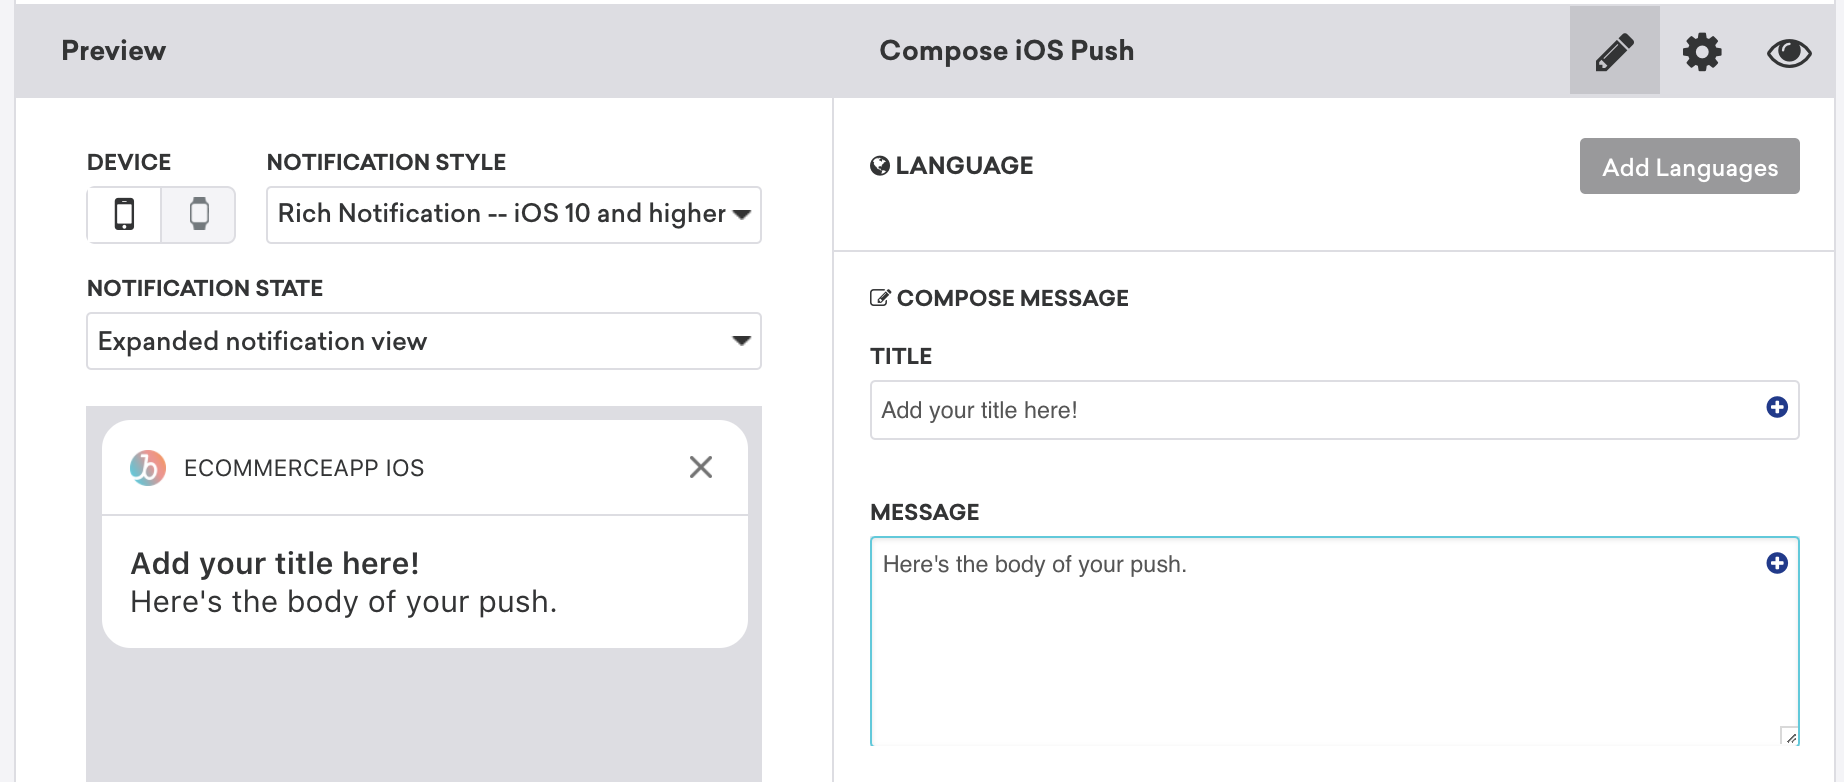 Preview
Compose iOS Push
DEVICE
NOTIFICATION STYLE
Rich Notification -- iOS 10 and higher
NOTIFICATION STATE
Expanded notification view
ECOMMERCEAPP IOS
Add your title here!
Here's the body of your push.
LANGUAGE
Add Languages
COMPOSE MESSAGE
TITLE
Add your title here!
MESSAGE
Here's the body of your push.